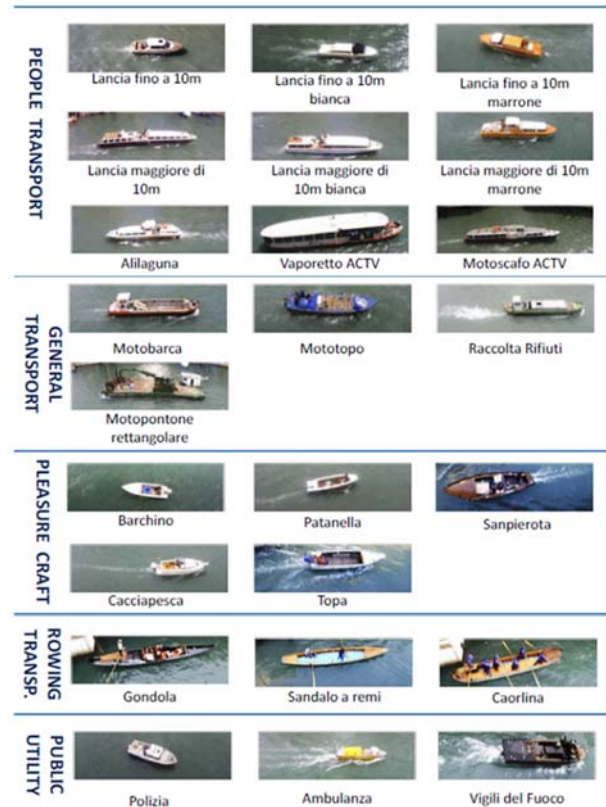 PEOPLE TRANSPORT
Lancia fino a 10m
Lancia fino a 10m
bianca
Lancia fino a 10m
marrone
Lancia maggiore di
10m
Lancia maggiore di
10m bianca
Lancia maggiore di 10m
marrone
Alilaguna
Vaporetto ACTV
Motoscafo ACTV
GENERAL
TRANSPORT
Motobarca
Mototopo
Raccolta Rifiuti
Motopontone
rettangolare
PLEASURE CRAFT
Barchino
Patanella
Sanpierota
Cacciapesca
Topa
ROWING
TRANSP.
Gondola
Sandalo a remi
Caorlina
PUBLIC
UTILITY
Polizia
Ambulanza
Vigili del Fuoco